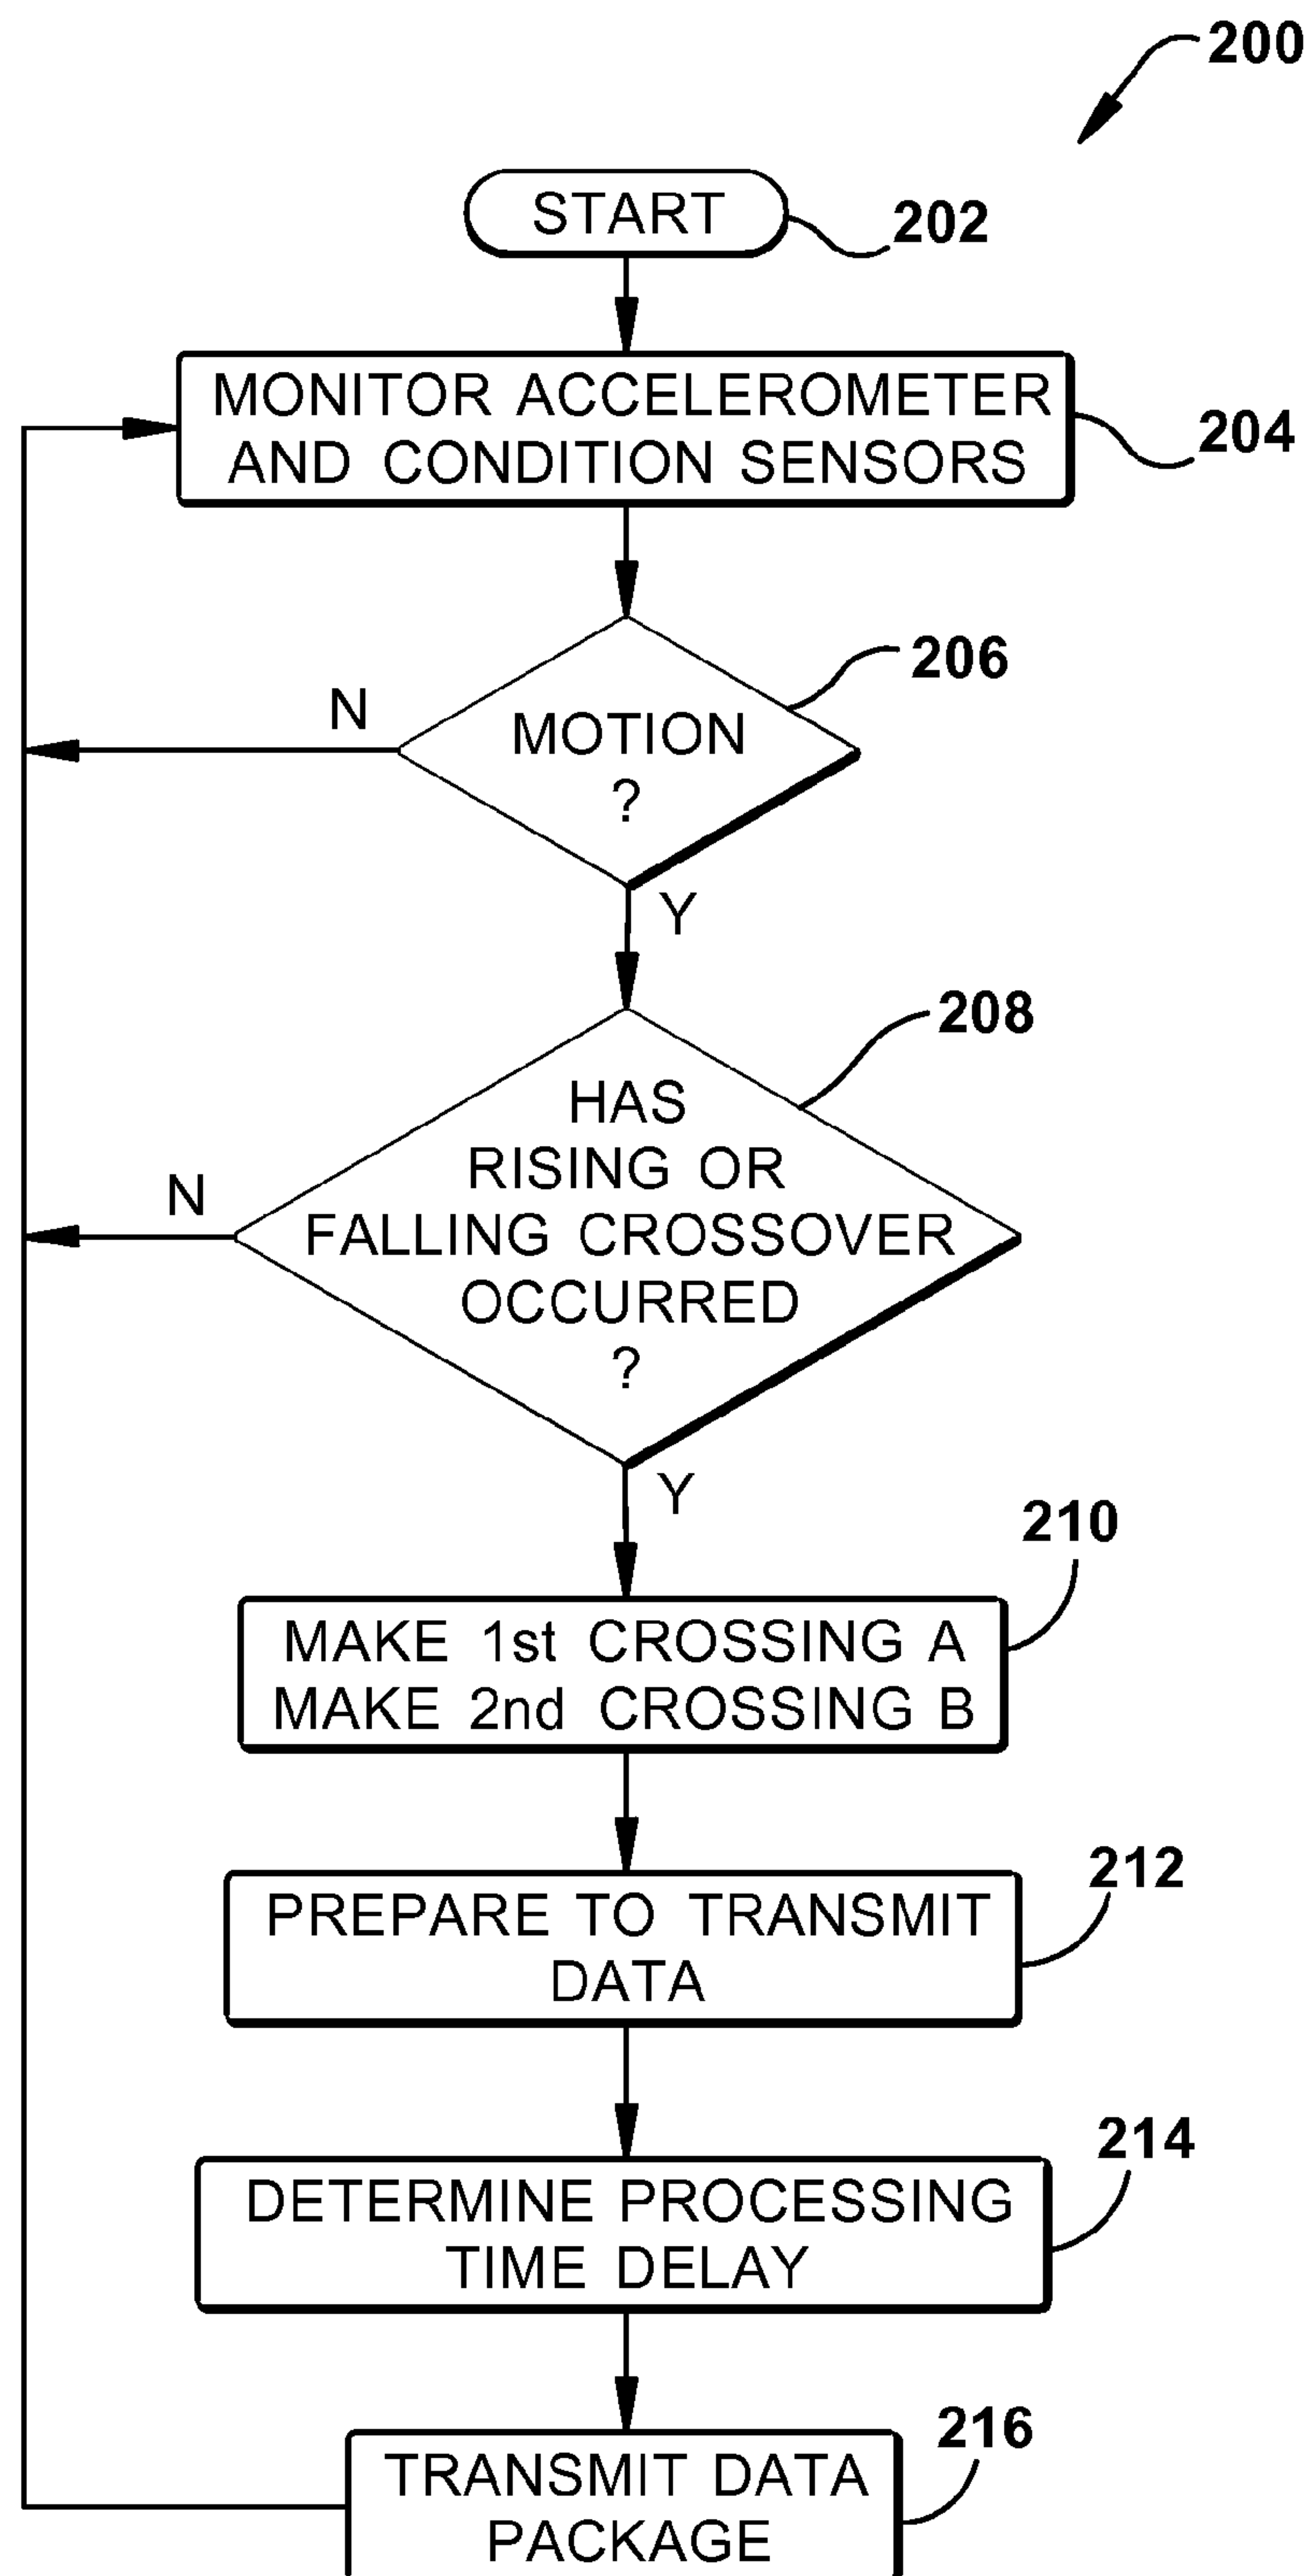 200
START
202
MONITOR ACCELEROMETER
AND CONDITION SENSORS
204
206
N
MOTION
?
Y
208
HAS
RISING OR
N
FALLING CROSSOVER
OCCURRED
?
Y
210
MAKE 1st CROSSING A
MAKE 2nd CROSSING B
212
PREPARE TO TRANSMIT
DATA
214
DETERMINE PROCESSING
TIME DELAY
216
TRANSMIT DATA
PACKAGE